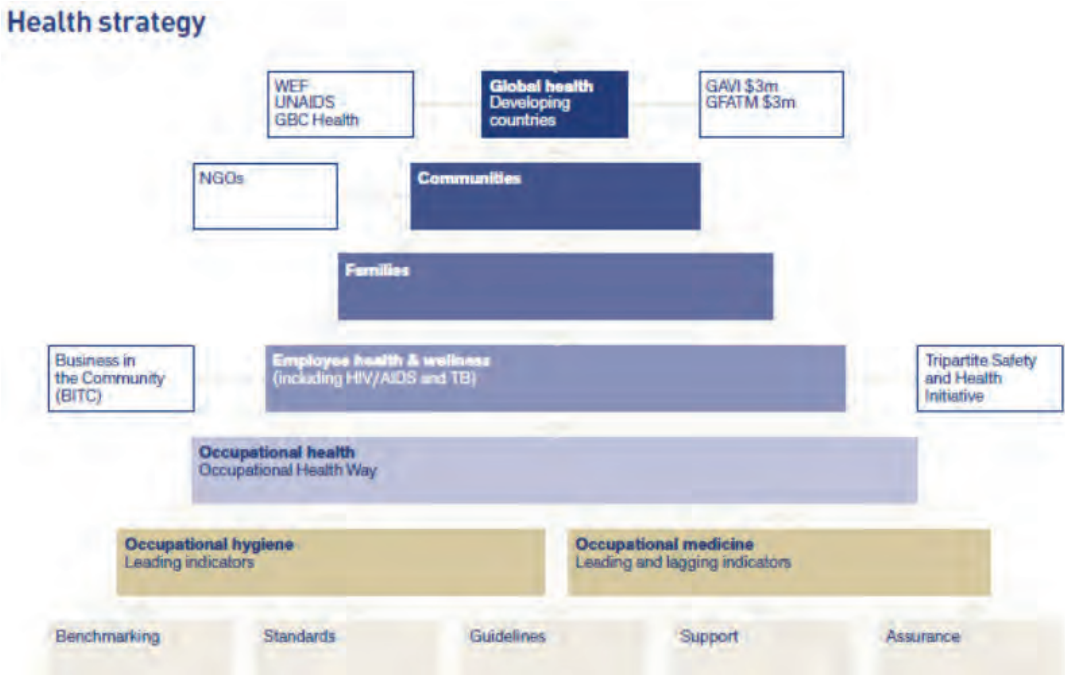 Health strategy
WEF
UNAIDS
GBC Health
Global health
Developing
countries
GAVI $3m
GFATM $3m
NGOs
Communities
Families
Business in
the Community
(BITC)
Employee health & wellness
(including HIV/AIDS and TB)
Tripartite Safety
and Health
Initiative
Occupational health
Occupational Health Way
Occupational hygiene
Leading indicators
Occupational medicine
Leading and lagging indicators
Benchmarking
Standards
Guidelines
Support
Assurance